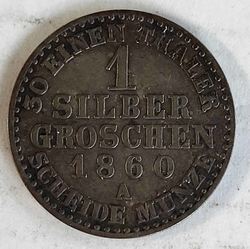 30 EINEN THALER
1
SILBER
GROSCHEN
1860
A
SCHEIDE MÜNZE